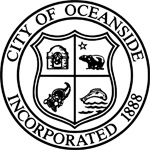 CITY OF OCEANSIDE
INCORPORATED 1888